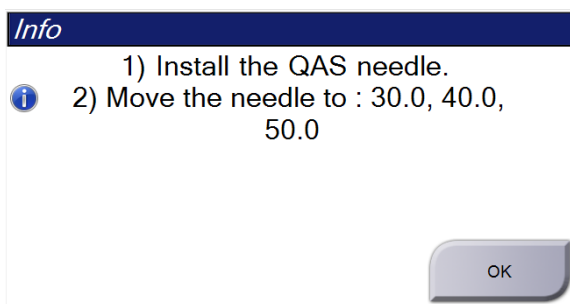 Info
1) Install the QAS needle.
2) Move the needle to : 30.0, 40.0,
50.0
OK